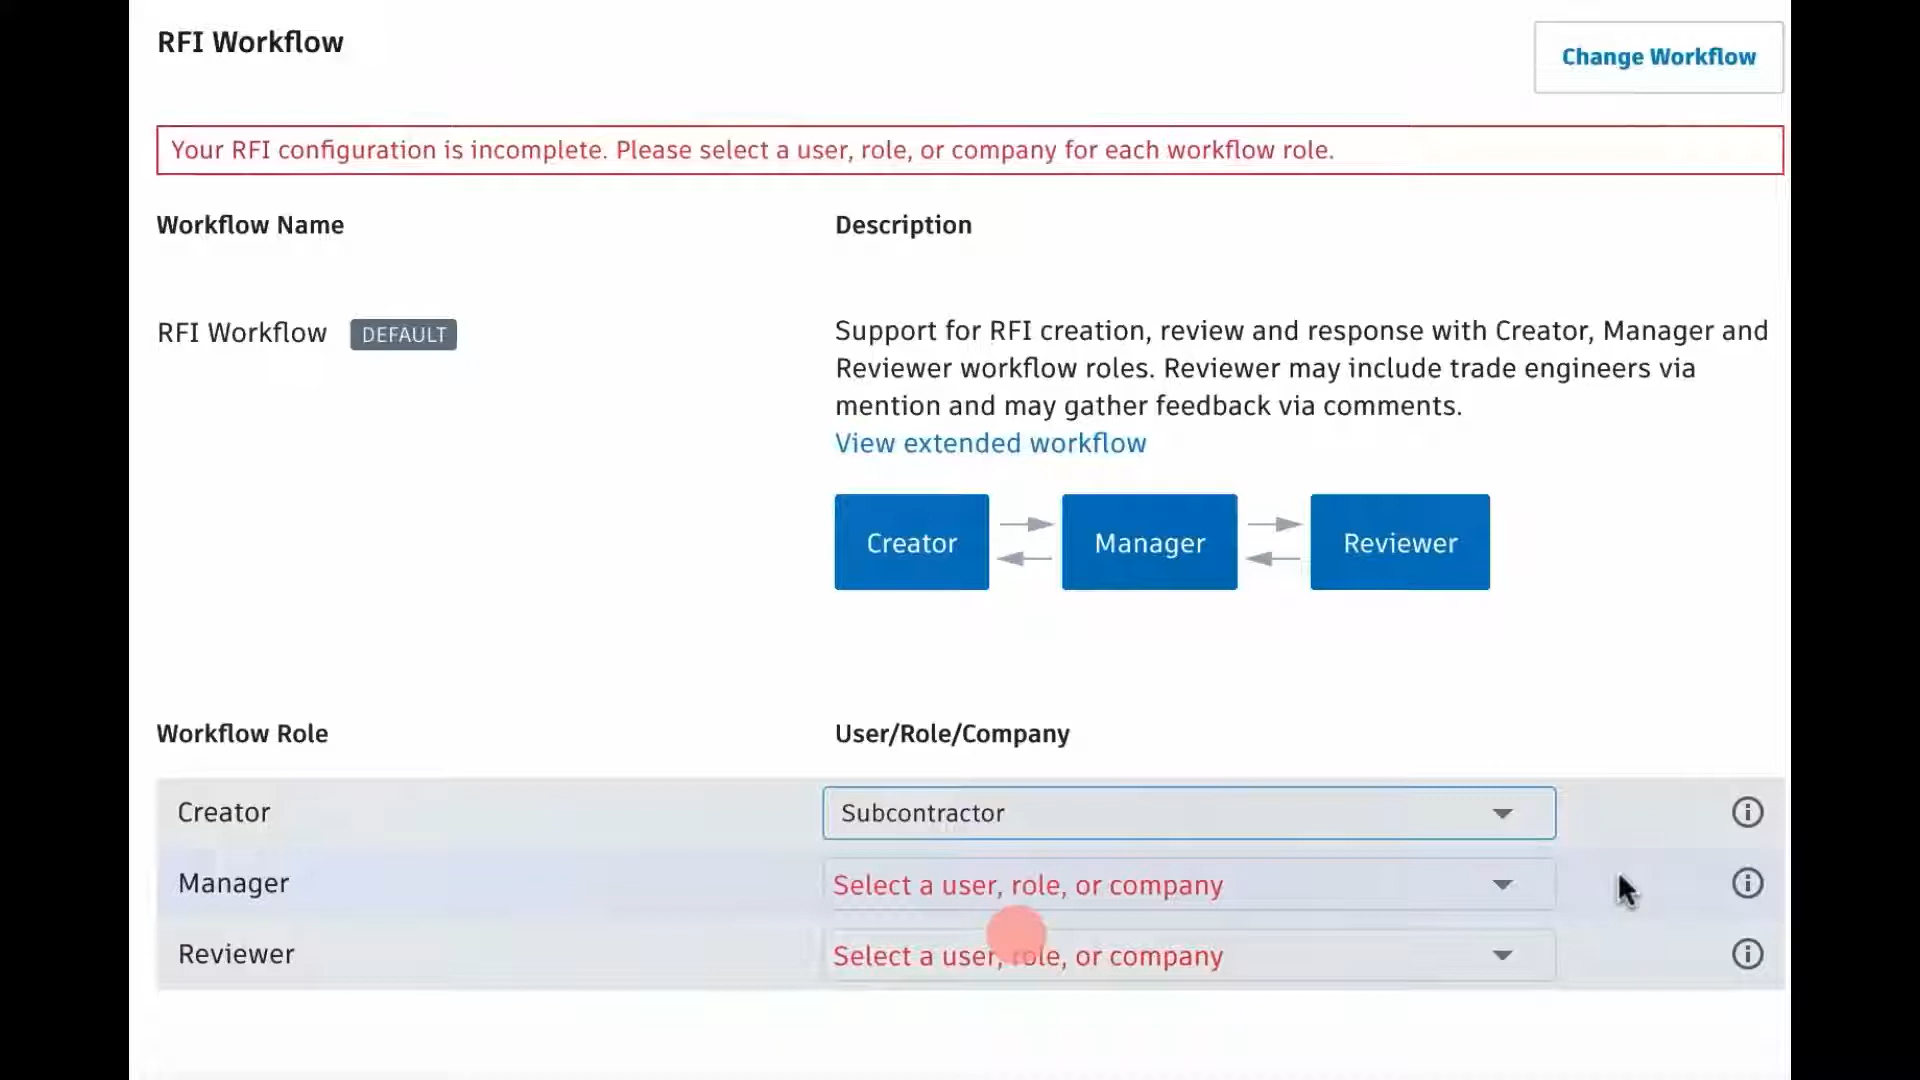 RFI Workflow
Change Workflow
Your RFI configuration is incomplete. Please select a user, role, or company for each workflow role.
Workflow Name
Description
RFI Workflow
DEFAULT
Support for RFI creation, review and response with Creator, Manager and
Reviewer workflow roles. Reviewer may include trade engineers via
mention and may gather feedback via comments.
View extended workflow
Creator
Manager
Reviewer
Workflow Role
User/Role/Company
Creator
Subcontractor
Manager
Select a user, role, or company
Reviewer
Select a user, role, or company